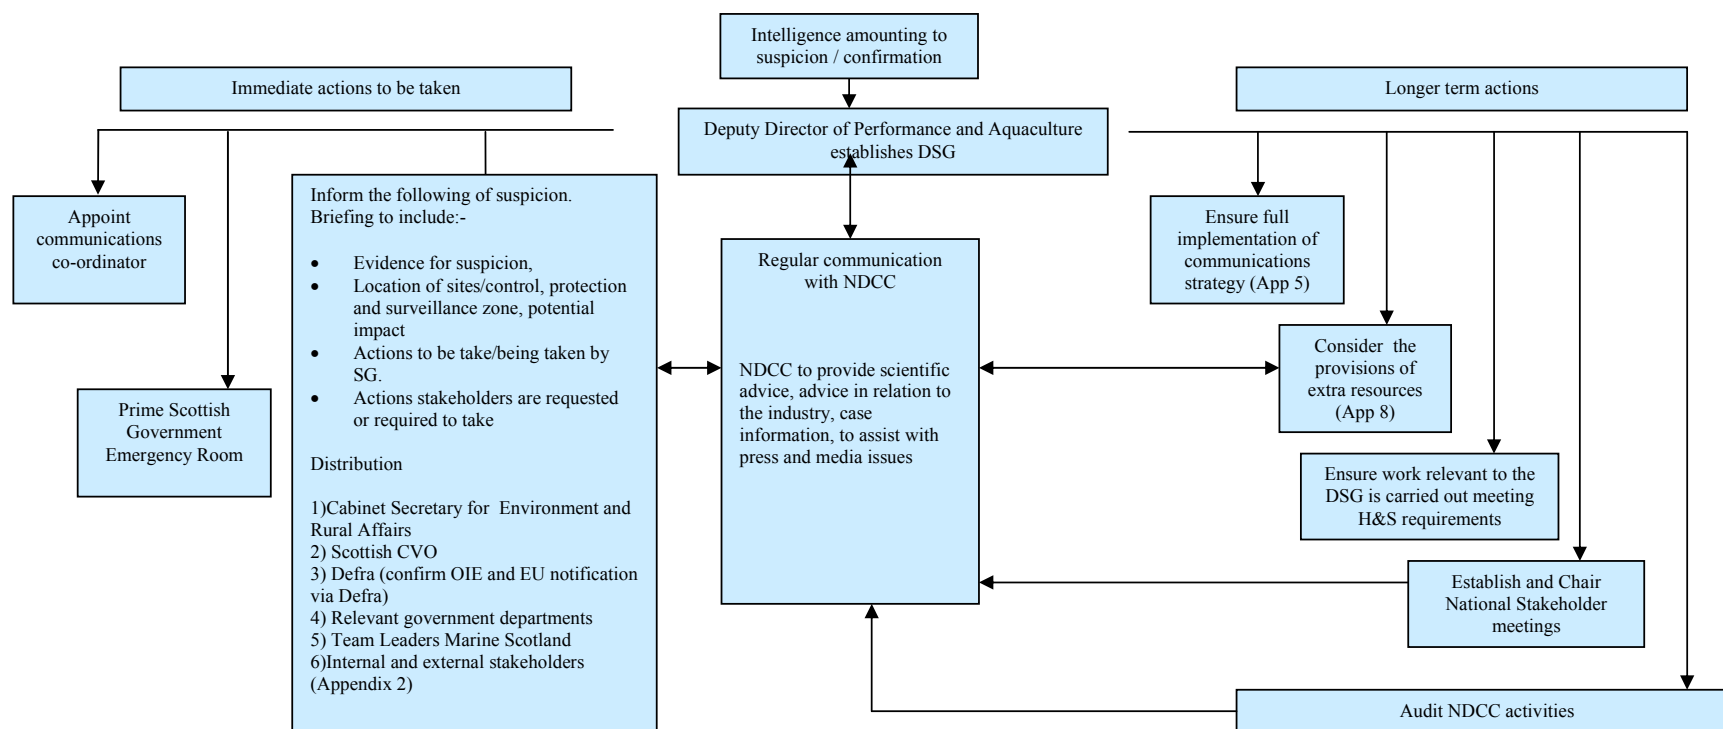 Intelligence amounting to
suspicion / confirmation
Immediate actions to be taken
Longer term actions
Deputy Director of Performance and Aquaculture
establishes DSG
Appoint
communications
co-ordinator
Prime Scottish
Government
Emergency Room
Inform the following of suspicion.
Briefing to include:-
• Evidence for suspicion,
• Location of sites/control, protection
and surveillance zone, potential
impact
• Actions to be take/being taken by
SG.
• Actions stakeholders are requested
or required to take
Distribution
1)Cabinet Secretary for Environment and
Rural Affairs
2) Scottish CVO
3) Defra (confirm OIE and EU notification
via Defra)
4) Relevant government departments
5) Team Leaders Marine Scotland
6)Internal and external stakeholders
(Appendix 2)
Regular communication
with NDCC
NDCC to provide scientific
advice, advice in relation to
the industry, case
information, to assist with
press and media issues
Ensure full
implementation of
communications
strategy (App 5)
Consider the
provisions of
extra resources
(App 8)
Ensure work relevant to the
DSG is carried out meeting
H&S requirements
Establish and Chair
National Stakeholder
meetings
Audit NDCC activities